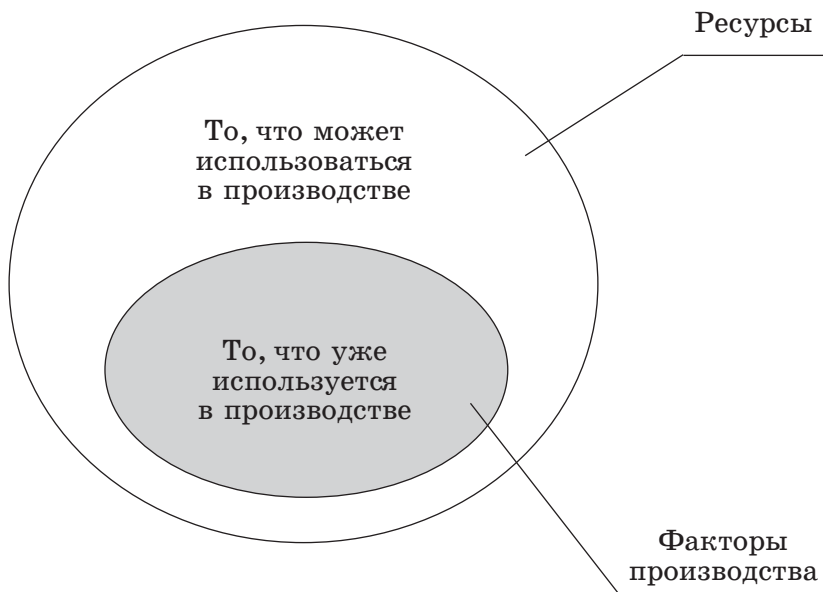 Ресурсы
То, что может
использоваться
в производстве
То, что уже
используется
в производстве
Факторы
производства